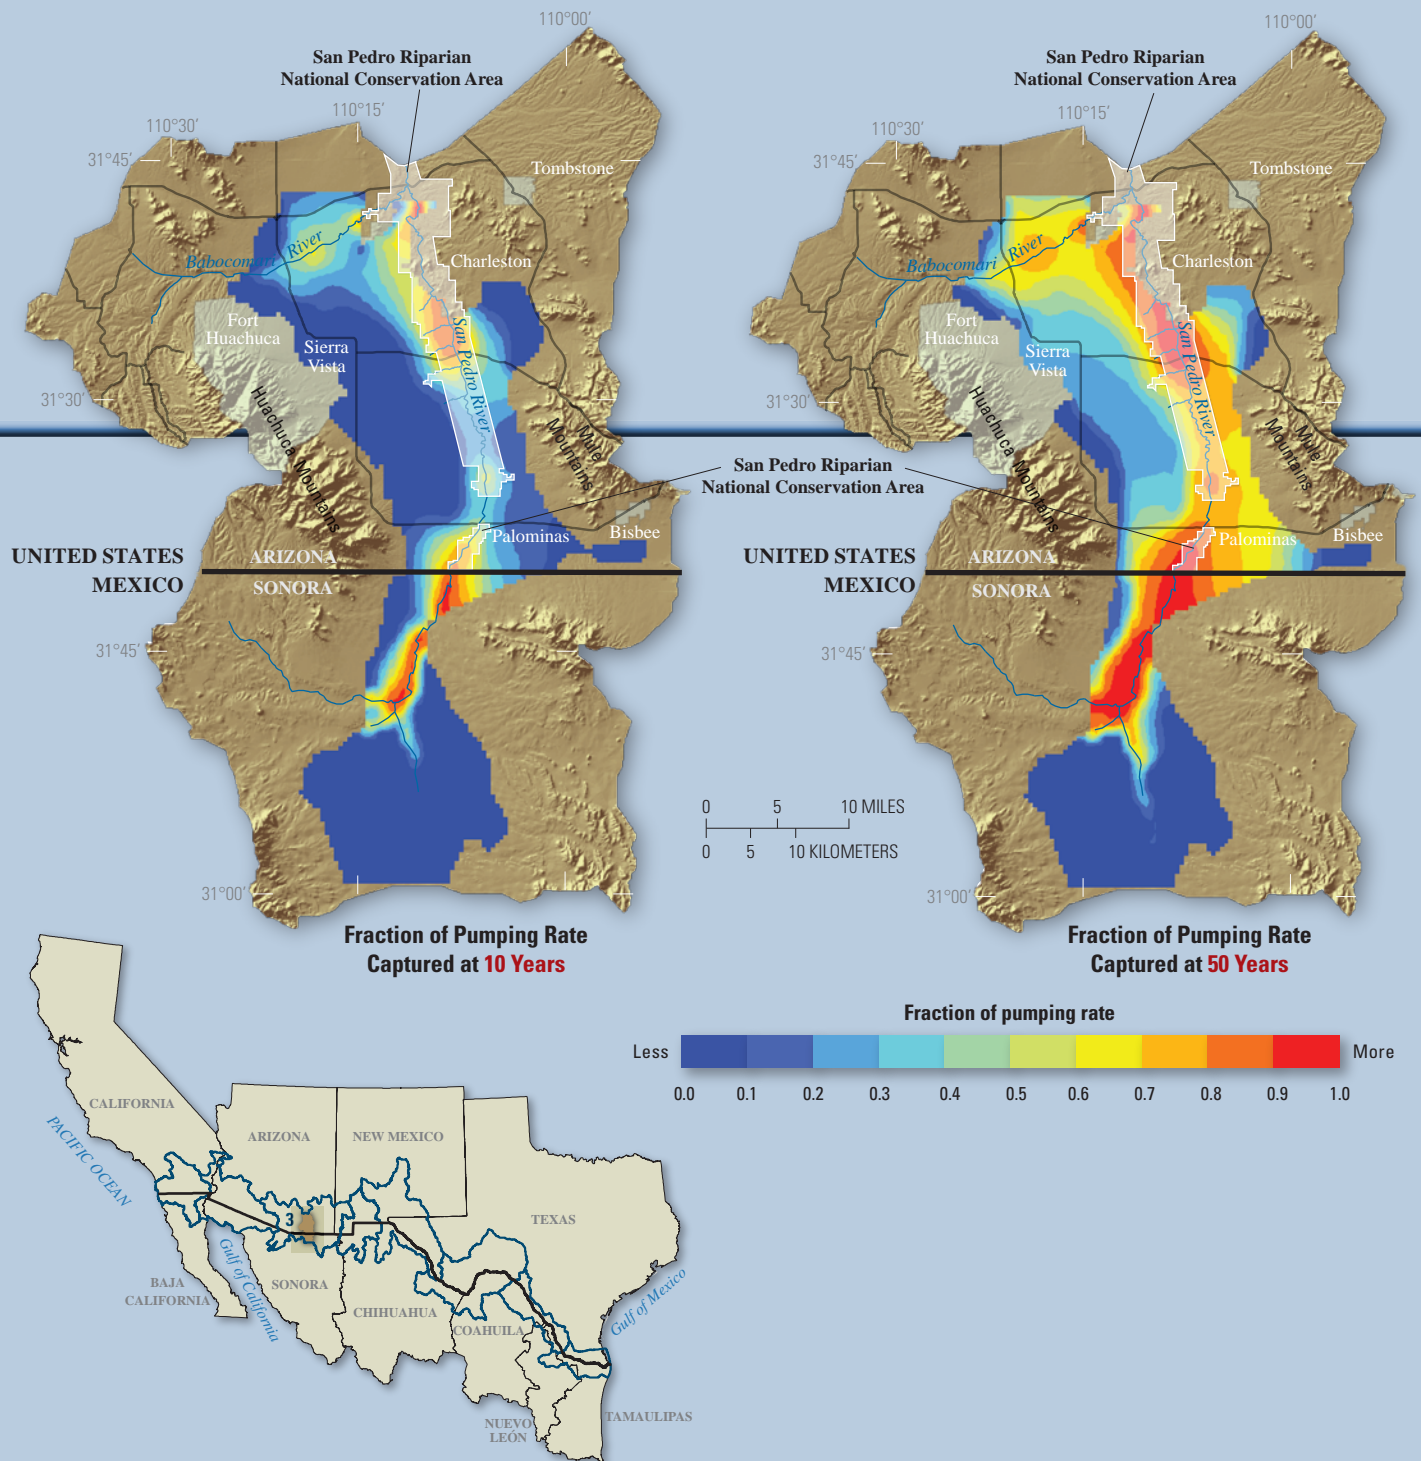 110°00’
San Pedro Riparian
National Conservation Area
110°15’
110°30’
31°45’
Tombstone
Babocomari River
Charleston
Fort
Huachuca
Sierra
Vista
San Pedro River
31°30’
Huachuca Mountains
Mule
Mountains
Palominas
Bisbee
UNITED STATES
MEXICO
ARIZONA
SONORA
31°45’
31°00’
Fraction of Pumping Rate
Captured at 10 Years
San Pedro Riparian
National Conservation Area
0 5 10 MILES
0 5 10 KILOMETERS
110°00’
San Pedro Riparian
National Conservation Area
110°15’
110°30’
31°45’
Tombstone
Babocomari River
Charleston
Fort
Huachuca
Sierra
Vista
San Pedro River
31°30’
Huachuca Mountains
Mule
Mountains
Palominas
Bisbee
UNITED STATES
MEXICO
ARIZONA
SONORA
31°45’
31°00’
Fraction of Pumping Rate
Captured at 50 Years
Fraction of pumping rate
Less
More
0.0 0.1 0.2 0.3 0.4 0.5 0.6 0.7 0.8 0.9 1.0
CALIFORNIA
ARIZONA
NEW MEXICO
PACIFIC OCEAN
3
TEXAS
Gulf of California
BAJA
CALIFORNIA
SONORA
CHIHUAHUA
COAHUILA
Gulf of Mexico
NUEVO
LEÓN
TAMAULIPAS